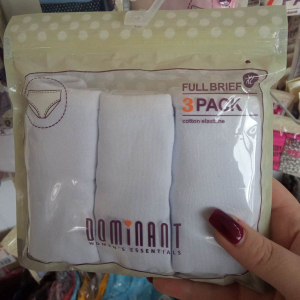 FULL BRIEF
3 PACK
cotton elastane
DOMINANT
WOMEN'S ESSENTIALS